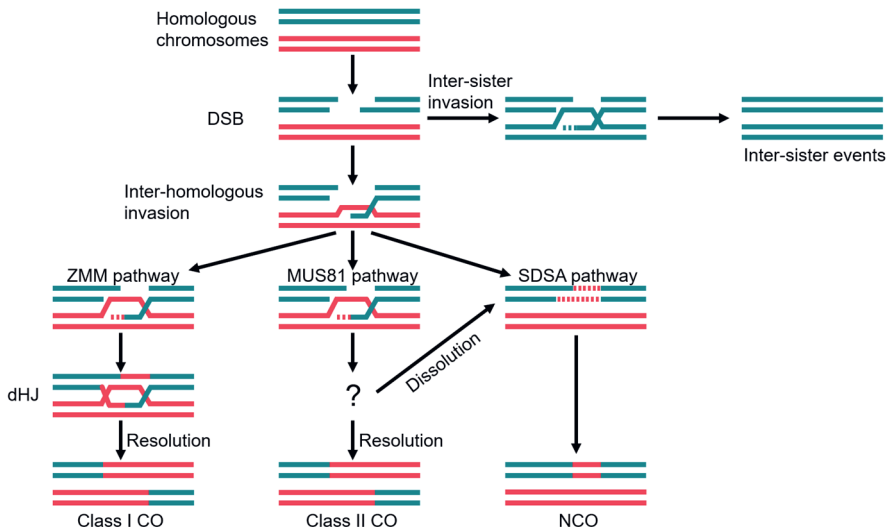 Homologous
chromosomes
DSB
Inter-sister
invasion
Inter-sister events
Inter-homologous
invasion
ZMM pathway
MUS81 pathway
SDSA pathway
Dissolution
dHJ
?
Resolution
Resolution
Class I CO
Class II CO
NCO